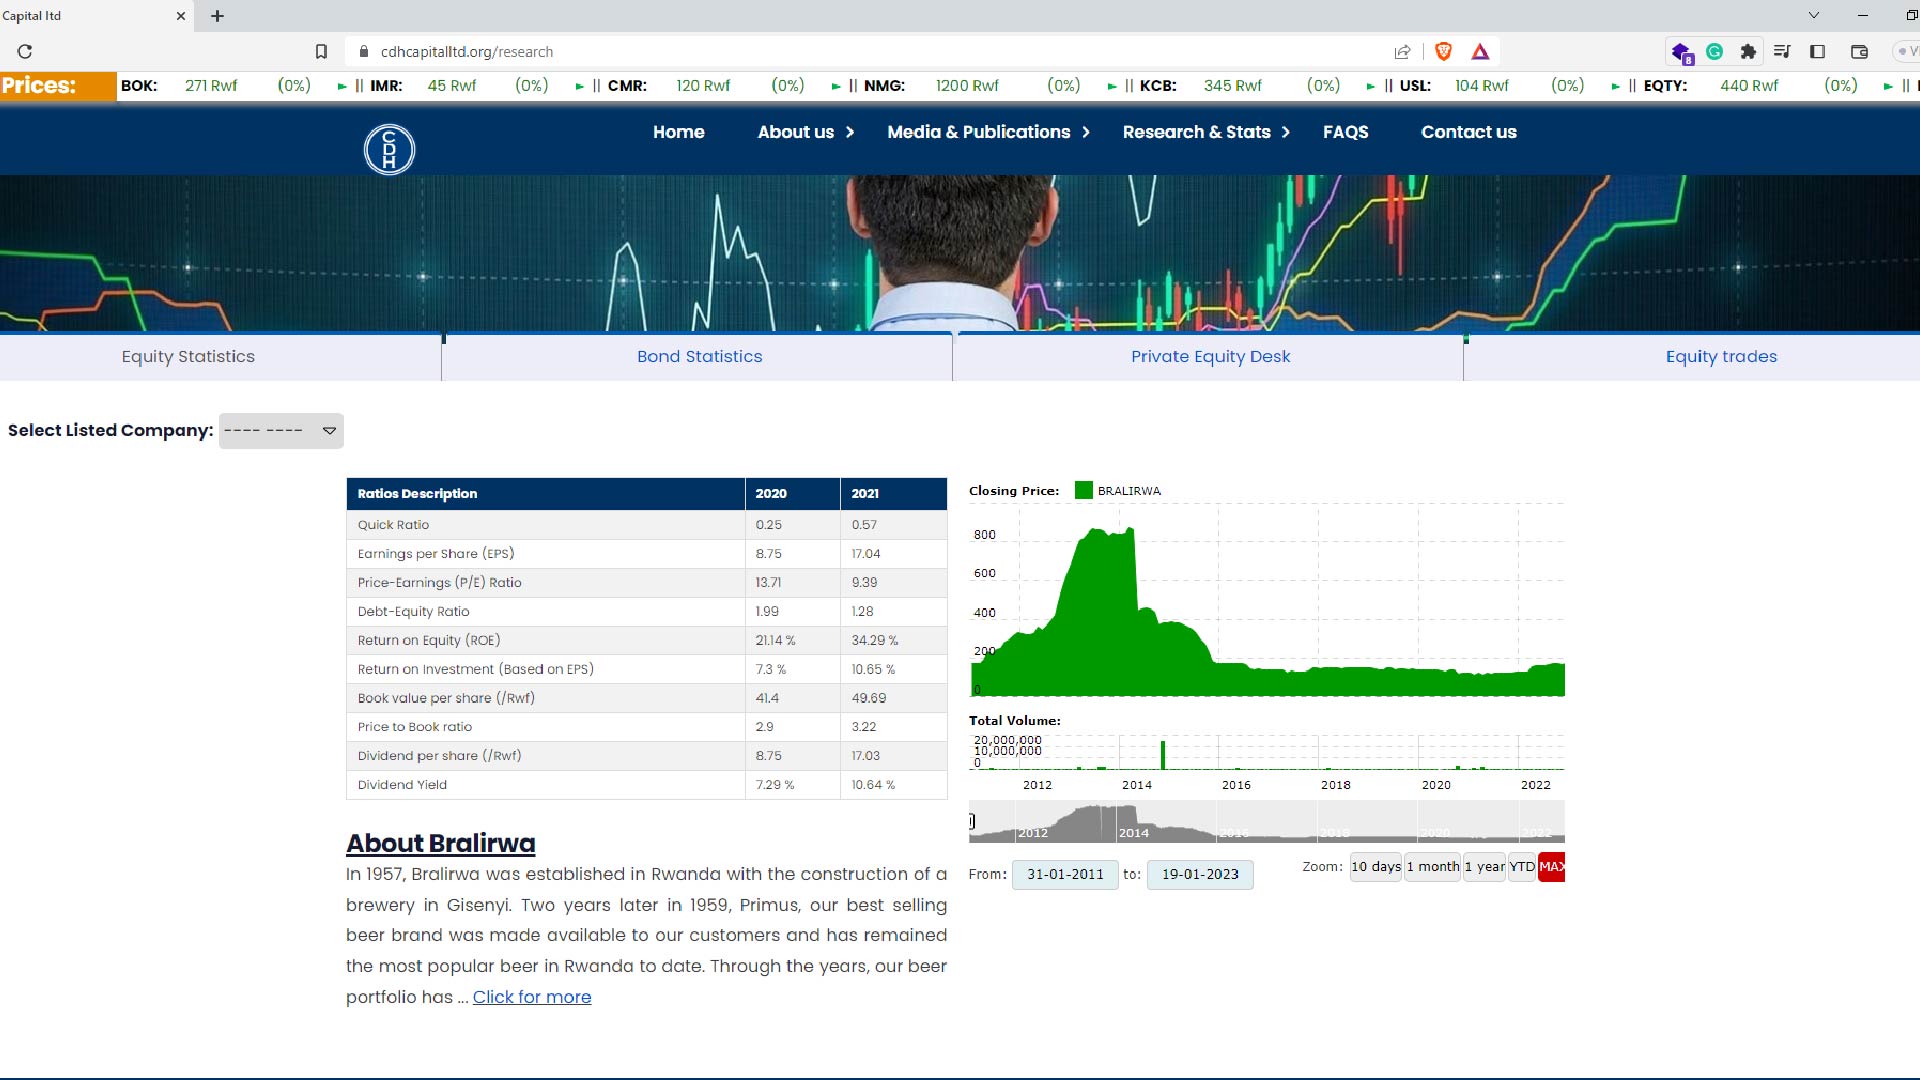 Capital ltd
cdhcapitalltd.org/research
8
Prices:
BOK: 271 Rwf (0%) || IMR: 45 Rwf (0%) || CMR: 120 Rwf (0%) || NMG: 1200 Rwf (0%) || KCB: 345 Rwf (0%) || USL: 104 Rwf (0%) || EQTY: 440 Rwf (0%) ||
CDH
Home About us Media & Publications Research & Stats FAQS Contact us
Equity Statistics Bond Statistics Private Equity Desk Equity trades
Select Listed Company: ---- ----
Ratios Description 2020 2021
Quick Ratio 0.25 0.57
Earnings per Share (EPS) 8.75 17.04
Price-Earnings (P/E) Ratio 13.71 9.39
Debt-Equity Ratio 1.99 1.28
Return on Equity (ROE) 21.14 % 34.29 %
Return on Investment (Based on EPS) 7.3 % 10.65 %
Book value per share (/Rwf) 41.4 49.69
Price to Book ratio 2.9 3.22
Dividend per share (/Rwf) 8.75 17.03
Dividend Yield 7.29 % 10.64 %
About Bralirwa
In 1957, Bralirwa was established in Rwanda with the construction of a
brewery in Gisenyi. Two years later in 1959, Primus, our best selling
beer brand was made available to our customers and has remained
the most popular beer in Rwanda to date. Through the years, our beer
portfolio has ... Click for more
Closing Price: BRALIRWA
800
600
400
200
0
Total Volume:
20,000,000
10,000,000
0
2012 2014 2016 2018 2020 2022
2012 2014 2016 2018 2020 2022
From: 31-01-2011 to: 19-01-2023
Zoom: 10 days 1 month 1 year YTD MAX